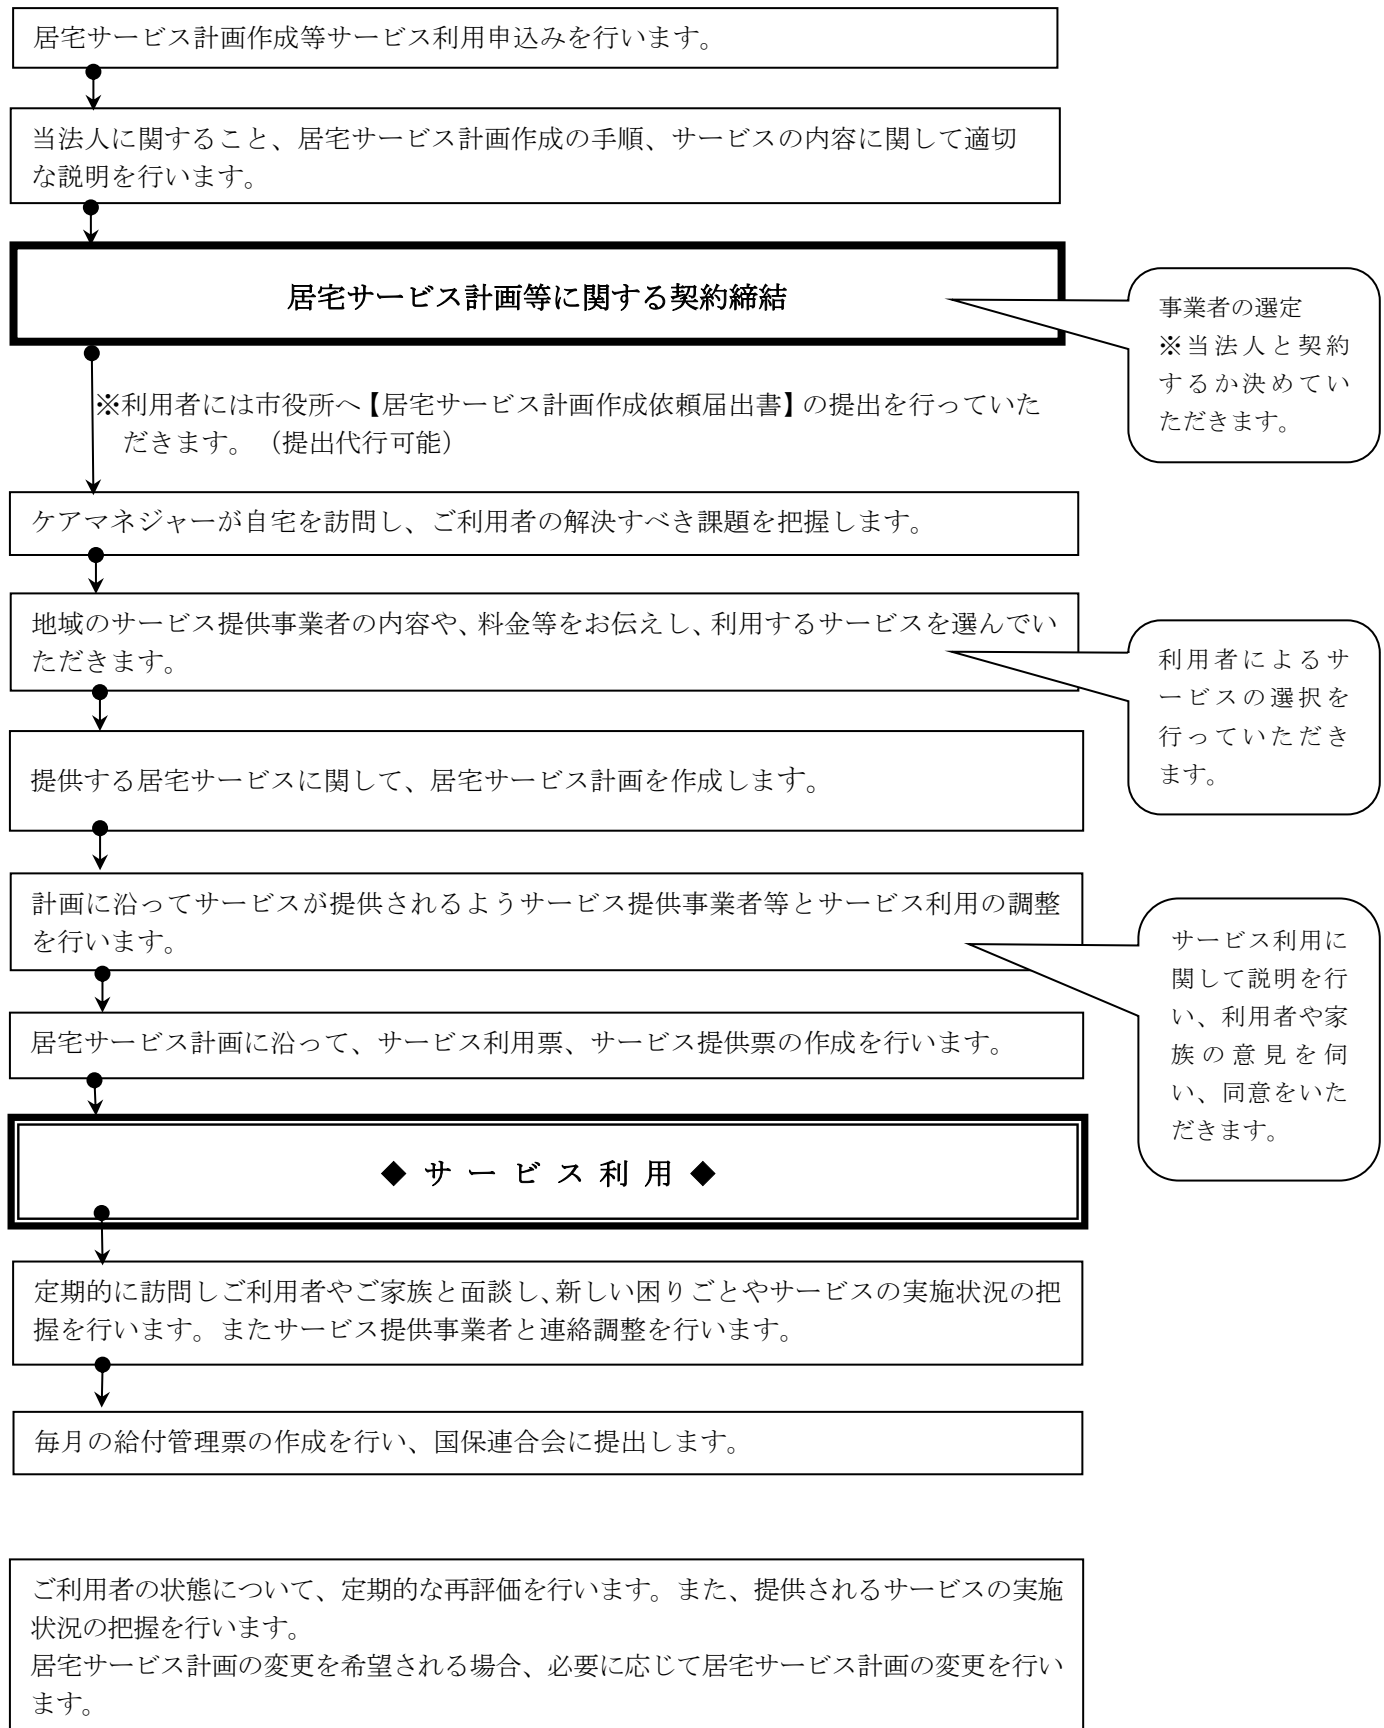 居宅サービス計画作成等サービス利用申込みを行います。
当法人に関すること、居宅サービス計画作成の手順、サービスの内容に関して適切
な説明を行います。
居宅サービス計画等に関する契約締結
事業者の選定
※当法人と契約
するか決めてい
ただきます。
※利用者には市役所へ【居宅サービス計画作成依頼届出書】の提出を行っていた
だきます。（提出代行可能）
ケアマネジャーが自宅を訪問し、ご利用者の解決すべき課題を把握します。
地域のサービス提供事業者の内容や、料金等をお伝えし、利用するサービスを選んでい
ただきます。
利用者によるサ
ービスの選択を
行っていただき
ます。
提供する居宅サービスに関して、居宅サービス計画を作成します。
計画に沿ってサービスが提供されるようサービス提供事業者等とサービス利用の調整
を行います。
サービス利用に
関して説明を行
い、利用者や家
族の意見を伺
い、同意をいた
だきます。
居宅サービス計画に沿って、サービス利用票、サービス提供票の作成を行います。
◆サービス利用◆
定期的に訪問しご利用者やご家族と面談し、新しい困りごとやサービスの実施状況の把
握を行います。またサービス提供事業者と連絡調整を行います。
毎月の給付管理票の作成を行い、国保連合会に提出します。
ご利用者の状態について、定期的な再評価を行います。また、提供されるサービスの実施
状況の把握を行います。
居宅サービス計画の変更を希望される場合、必要に応じて居宅サービス計画の変更を行い
ます。